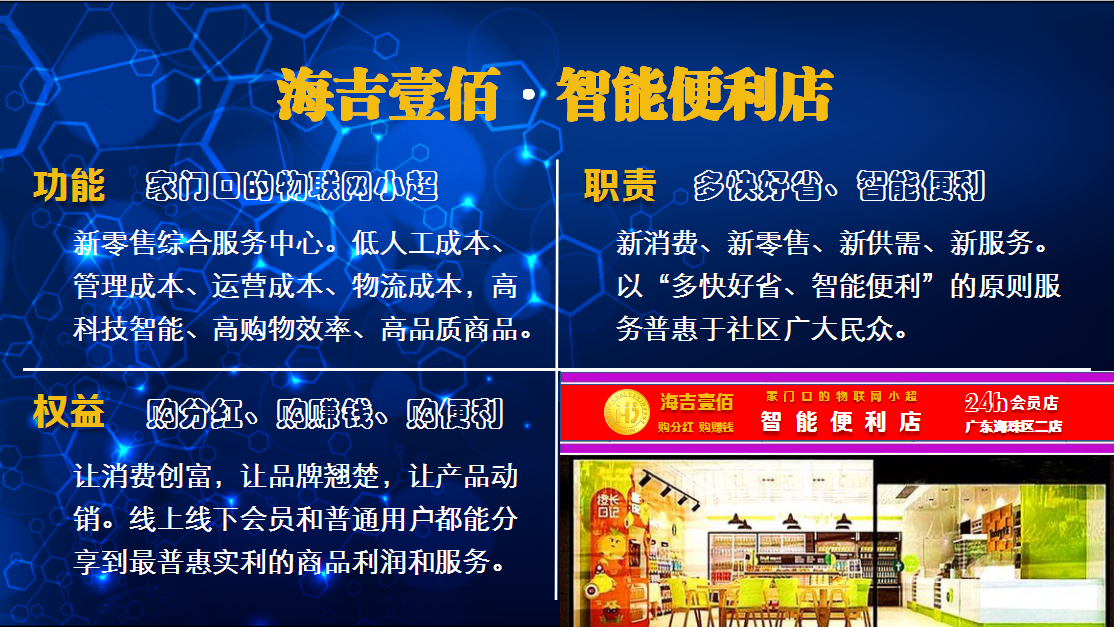 海吉壹佰·智能便利店
功能 家门口的物联网小超
新零售综合服务中心。低人工成本、
管理成本、运营成本、物流成本，高
科技智能、高购物效率、高品质商品。
职责 多快好省、智能便利
新消费、新零售、新供需、新服务。
以“多快好省、智能便利”的原则服
务普惠于社区广大民众。
权益 购分红、购赚钱、购便利
让消费创富，让品牌翘楚，让产品动
销。线上线下会员和普通用户都能分
享到最普惠实利的商品利润和服务。
海吉壹佰
购分红 购赚钱
家门口的物联网小超
智能便利店
24h会员店
广东海珠区二店
橙长
日记